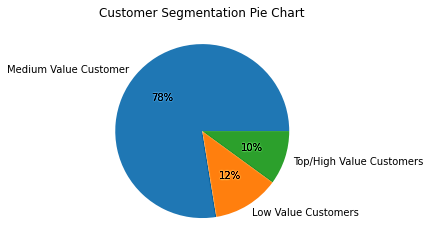 Customer Segmentation Pie Chart
Medium Value Customer
78%
10%
Top/High Value Customers
12%
Low Value Customers